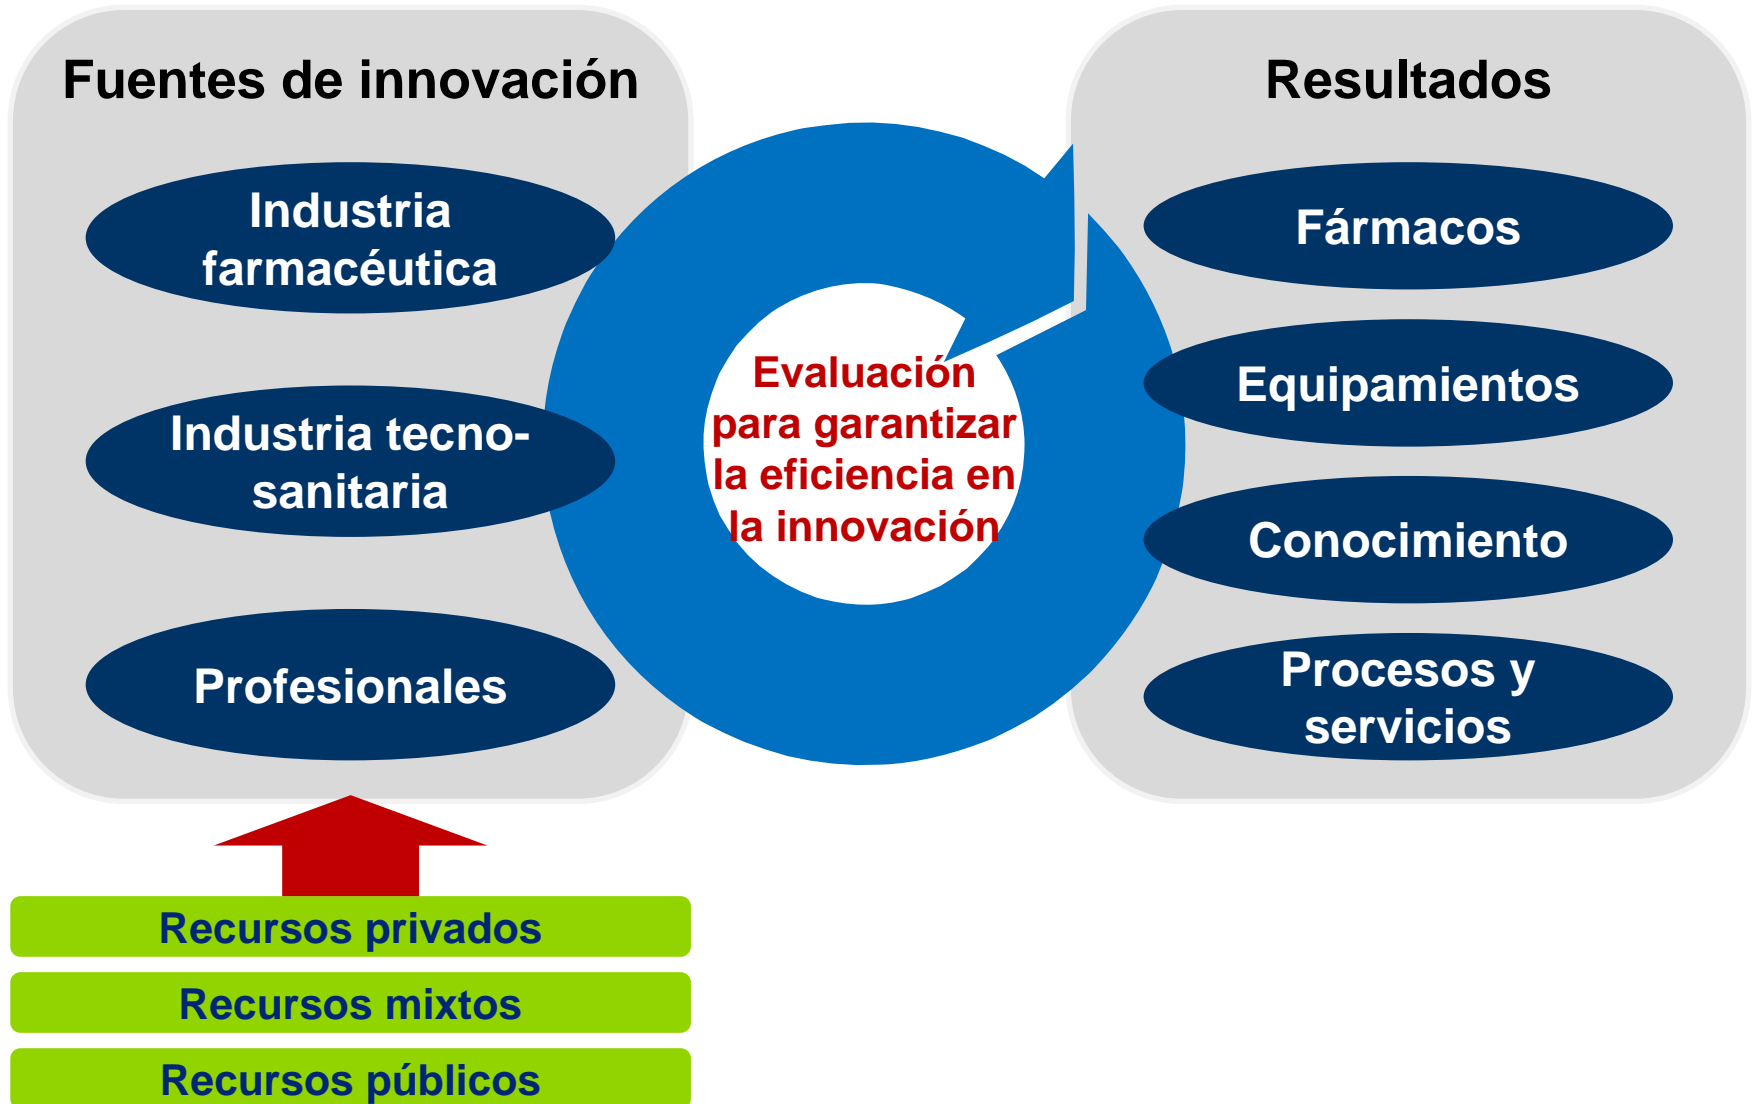 Fuentes de innovación
Industria
farmacéutica
Industria tecno-
sanitaria
Profesionales
Evaluación
para garantizar
la eficiencia en
la innovación
Resultados
Fármacos
Equipamientos
Conocimiento
Procesos y
servicios
Recursos privados
Recursos mixtos
Recursos públicos